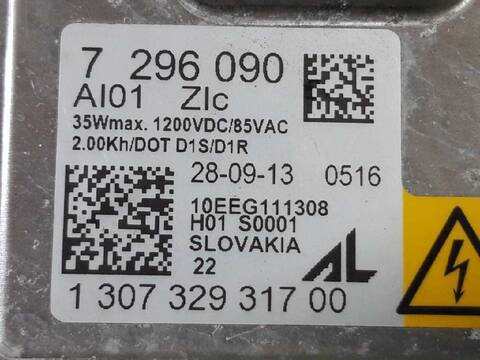 7 296 090
AI01 ZIc
35Wmax. 1200VDC/85VAC
2.00Kh/DOT D1S/D1R
28-09-13 0516
10EEG111308
H01 S0001
SLOVAKIA
22
AL
1 307 329 317 00